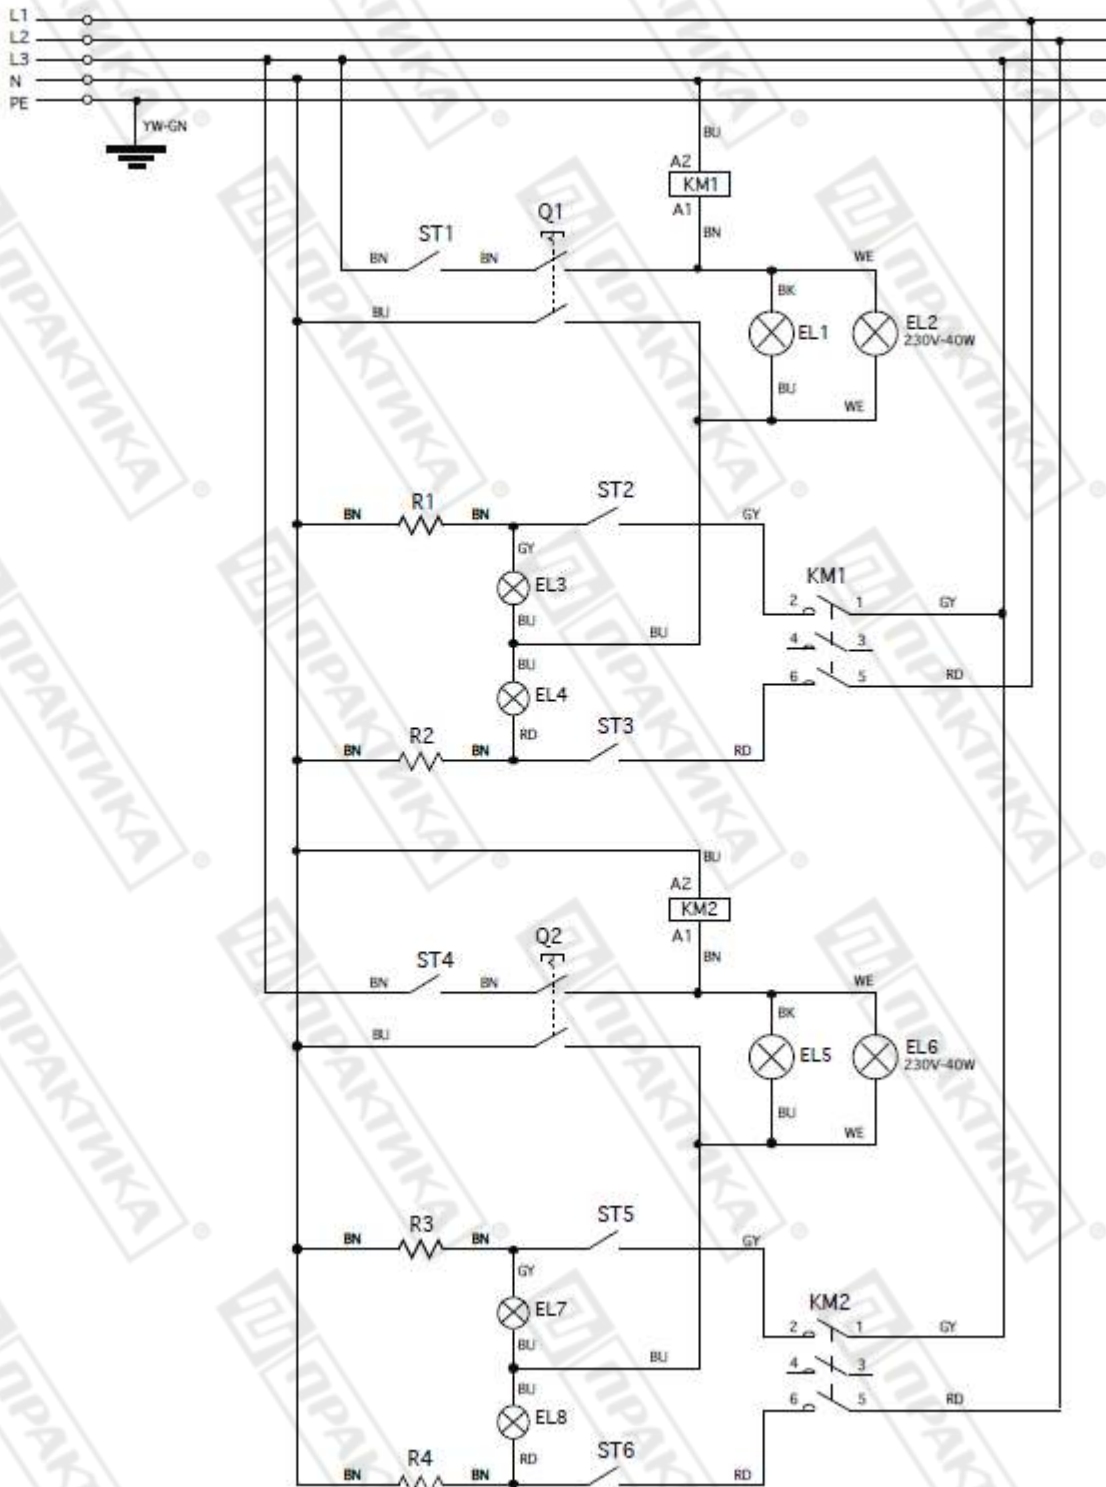 L1
L2
L3
N
PE
YW-GN
BU
A2
KM1
A1
BN
Q1
ST1
BN
BN
WE
BK
BU
EL1
EL2
230V-40W
BU
WE
R1
ST2
BN
BN
GY
GY
EL3
KM1
2
1
GY
BU
BU
4
3
BU
6
5
RD
EL4
R2
ST3
RD
BN
BN
RD
BU
A2
KM2
A1
Q2
BN
ST4
BN
BN
WE
BK
BU
EL5
EL6
230V-40W
BU
WE
R3
ST5
BN
BN
GY
GY
EL7
KM2
2
1
GY
BU
BU
4
3
BU
6
5
RD
EL8
R4
ST6
RD
BN
BN
RD
ПРАКТИКА